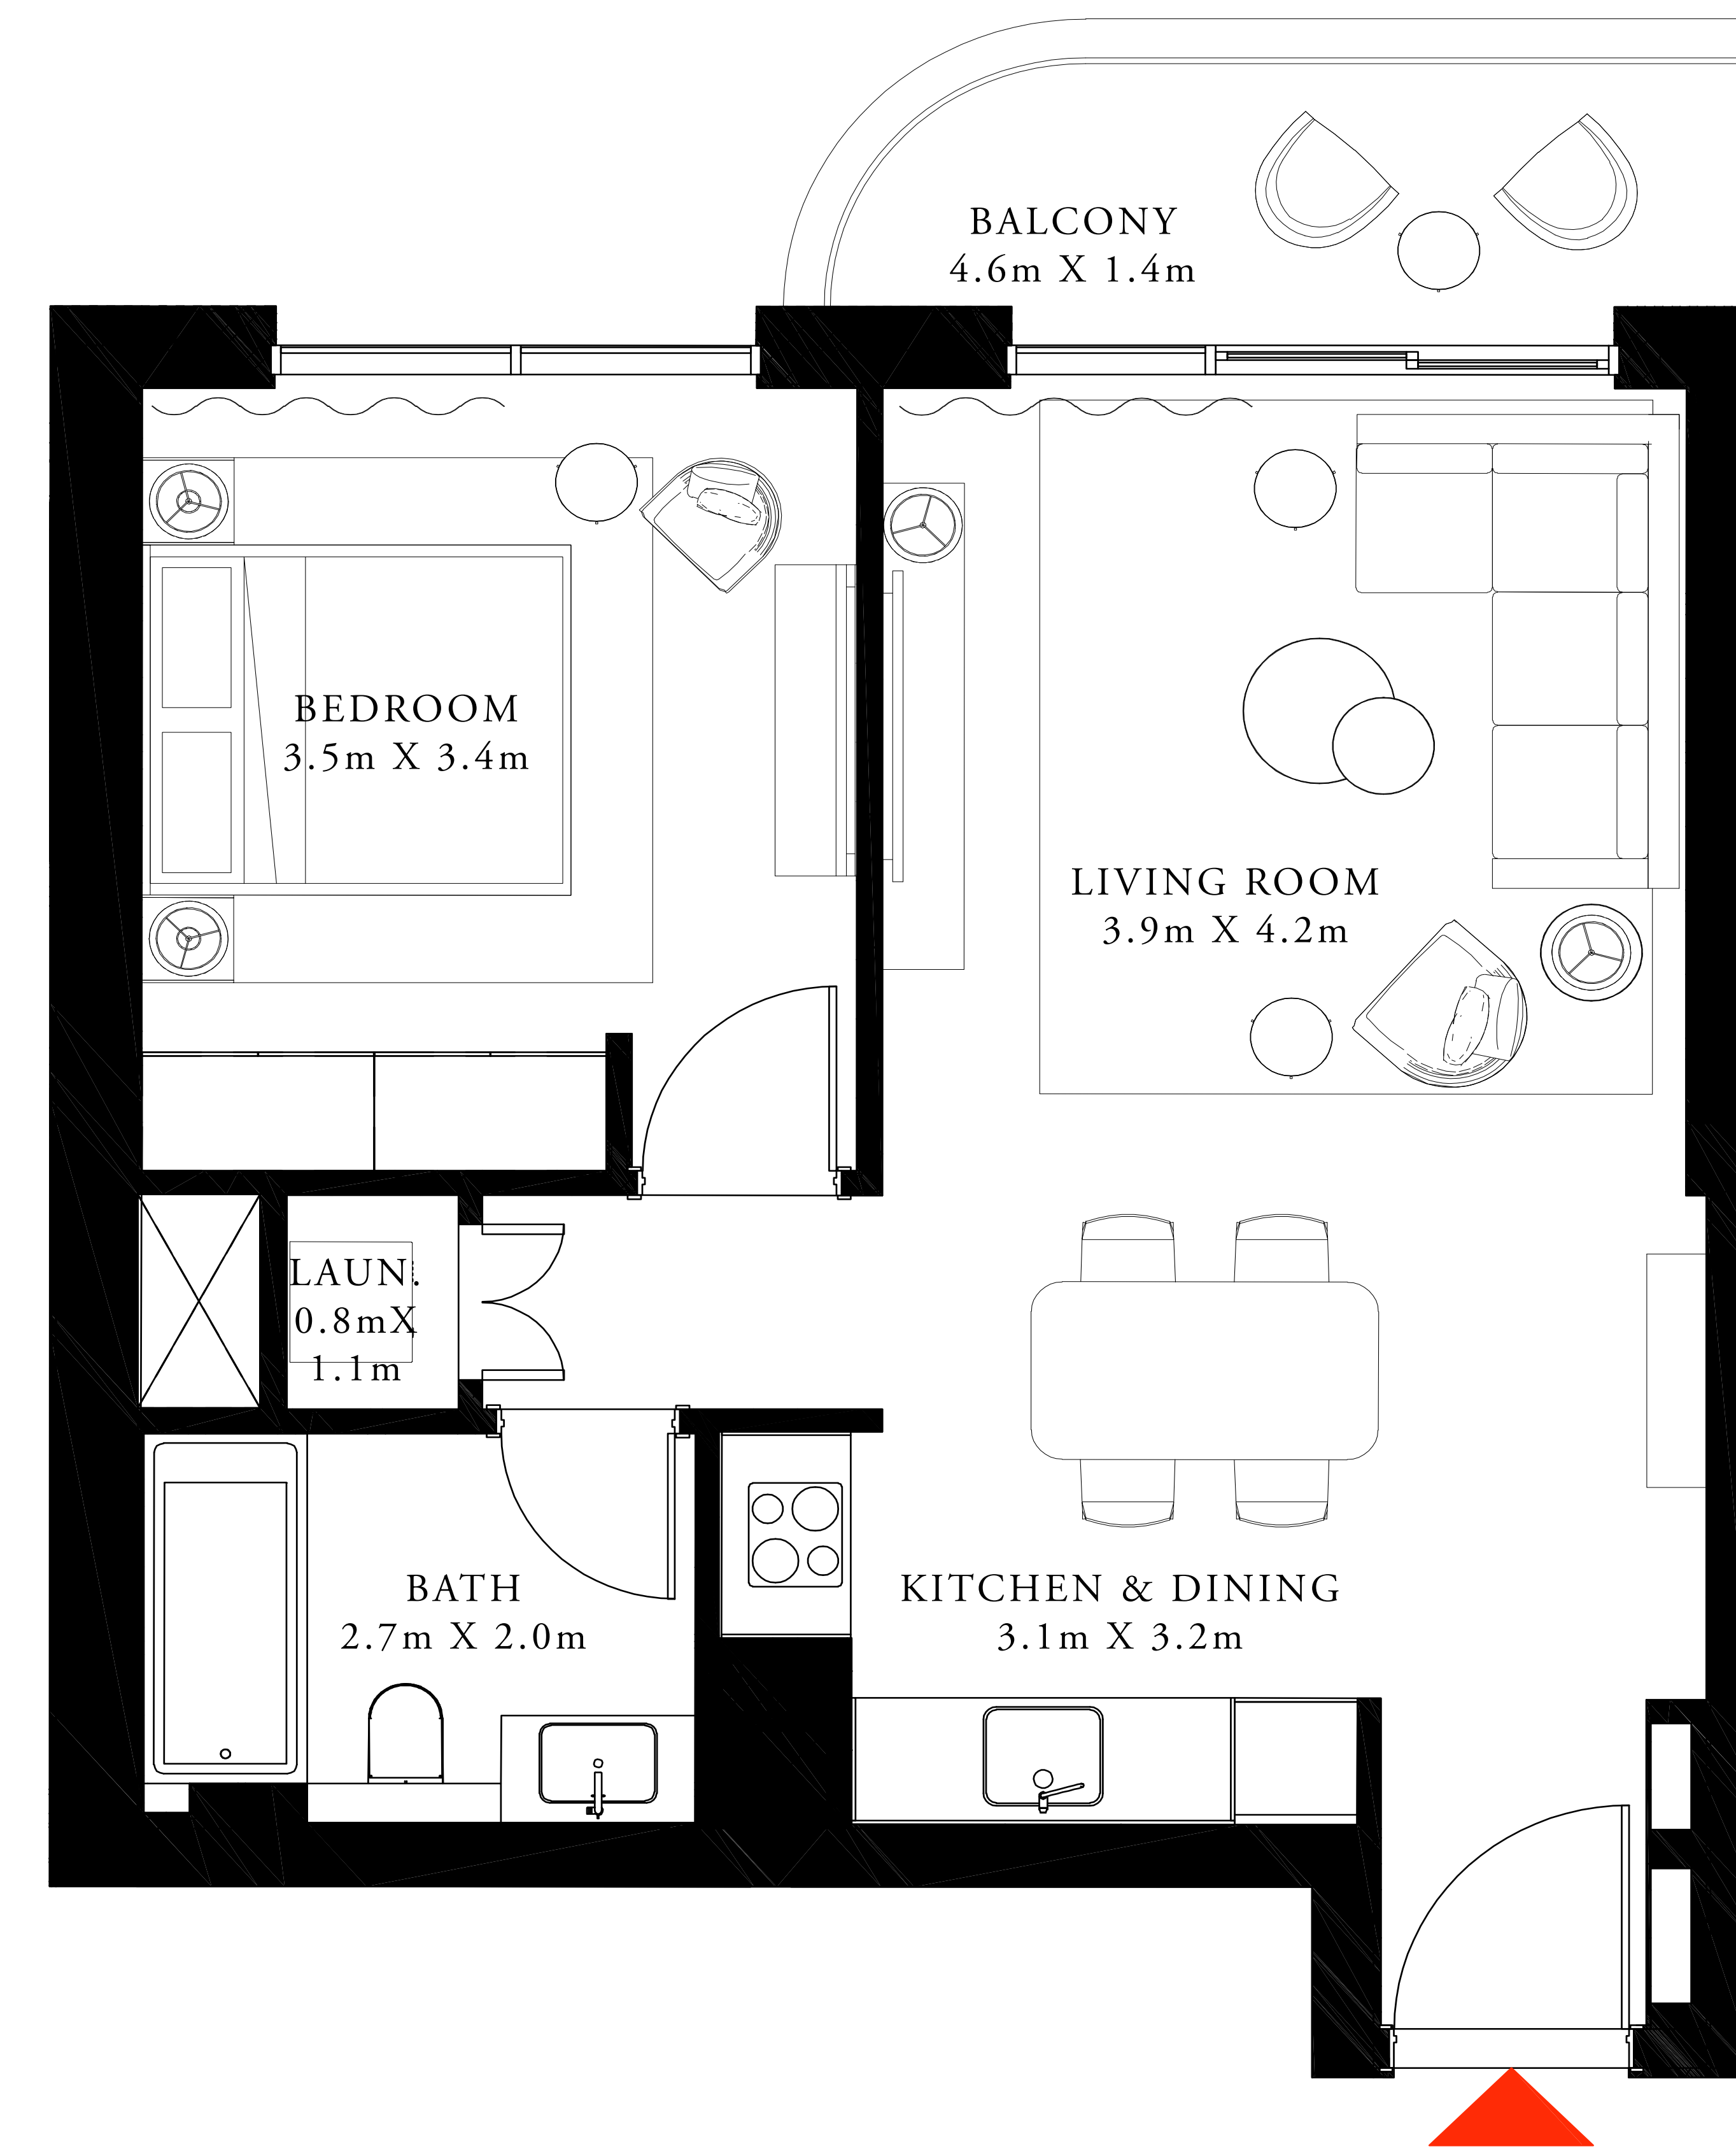 BALCONY
4.6m X 1.4m
BEDROOM
3.5m X 3.4m
LIVING ROOM
3.9m X 4.2m
LAUN.
0.8mX
1.1m
BATH
2.7m X 2.0m
KITCHEN & DINING
3.1m X 3.2m